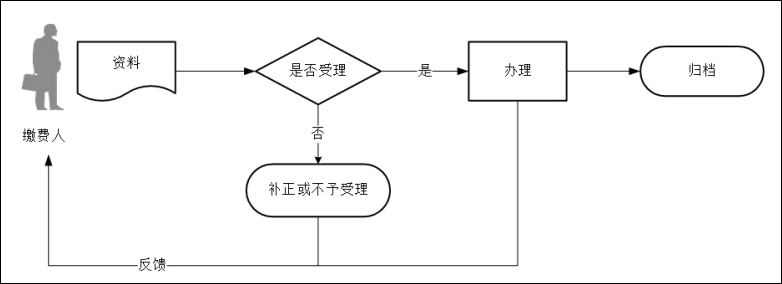 资料
是否受理
是
办理
归档
缴费人
否
补正或不予受理
反馈